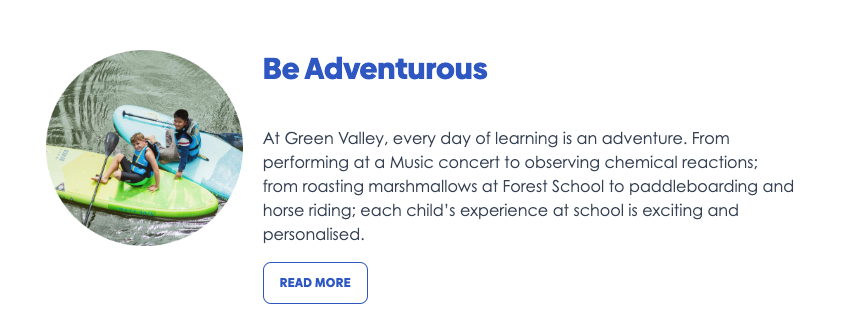 Be Adventurous
At Green Valley, every day of learning is an adventure. From
performing at a Music concert to observing chemical reactions;
from roasting marshmallows at Forest School to paddleboarding and
horse riding; each child’s experience at school is exciting and
personalised.
READ MORE